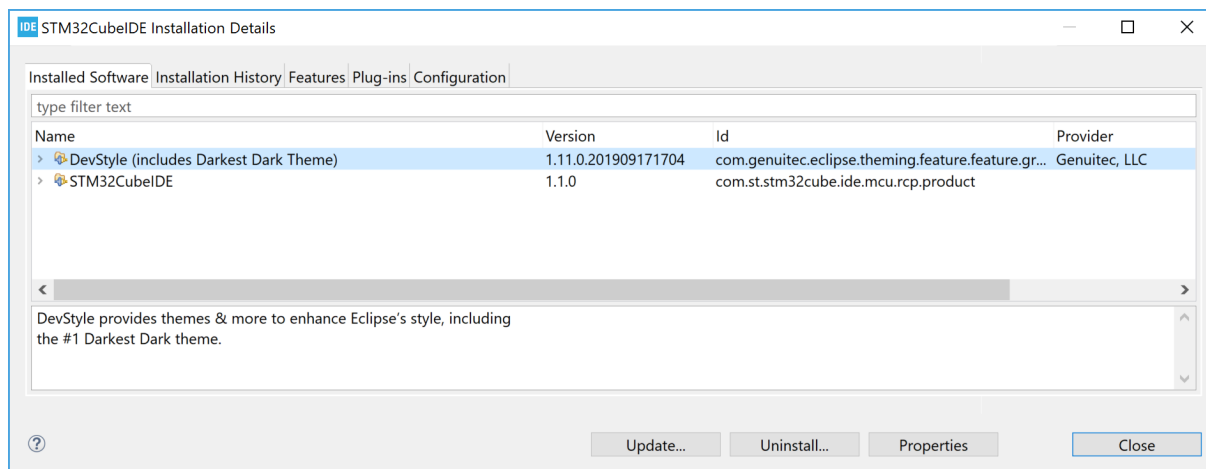 IDE STM32CubeIDE Installation Details
Installed Software Installation History Features Plug-ins Configuration
type filter text
Name Version Id Provider
DevStyle (includes Darkest Dark Theme) 1.11.0.201909171704 com.genuitec.eclipse.theming.feature.feature.gr... Genuitec, LLC
STM32CubeIDE 1.1.0 com.st.stm32cube.ide.mcu.rcp.product
DevStyle provides themes & more to enhance Eclipse's style, including
the #1 Darkest Dark theme.
? Update... Uninstall... Properties Close